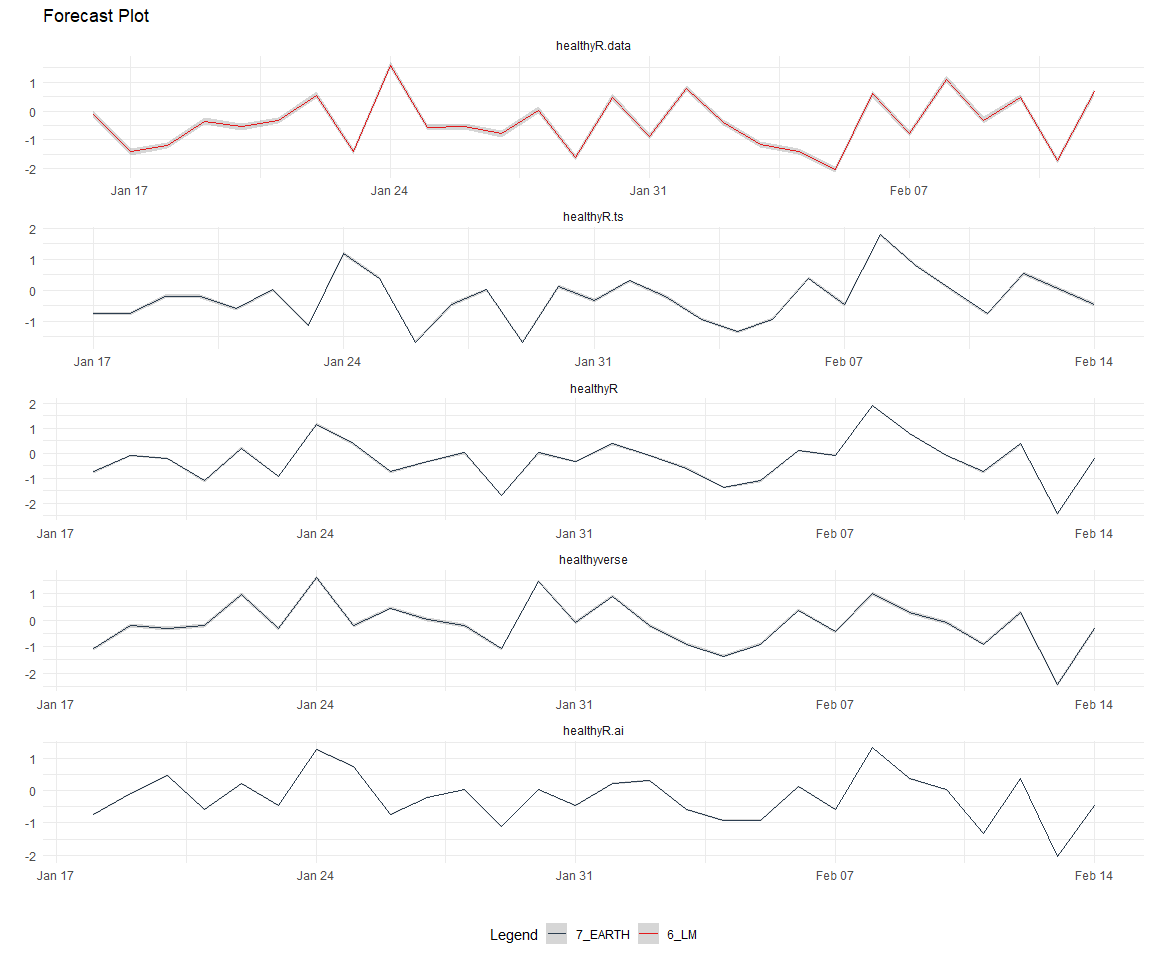 Forecast Plot
healthyR.data
1
0
-1
-2
Jan 17 Jan 24 Jan 31 Feb 07
healthyR.ts
2
1
0
-1
Jan 17 Jan 24 Jan 31 Feb 07 Feb 14
healthyR
2
1
0
-1
-2
Jan 17 Jan 24 Jan 31 Feb 07 Feb 14
healthyverse
1
0
-1
-2
Jan 17 Jan 24 Jan 31 Feb 07 Feb 14
healthyR.ai
1
0
-1
-2
Jan 17 Jan 24 Jan 31 Feb 07 Feb 14
Legend 7_EARTH 6_LM